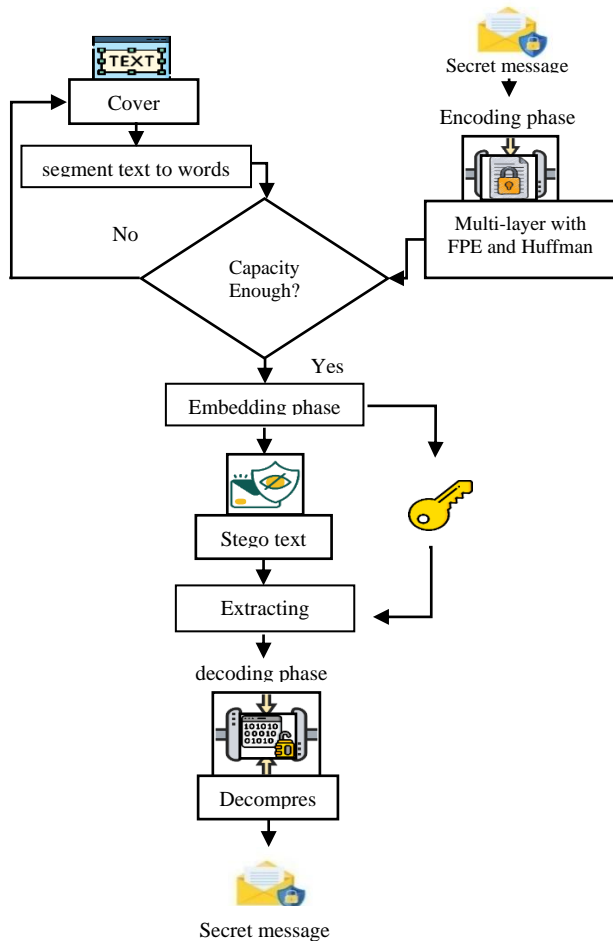 TEXT
Cover
segment text to words
Secret message
Encoding phase
Multi-layer with
FPE and Huffman
No
Capacity
Enough?
Yes
Embedding phase
Stego text
Extracting
decoding phase
101010
00010
01010
Decompres
Secret message